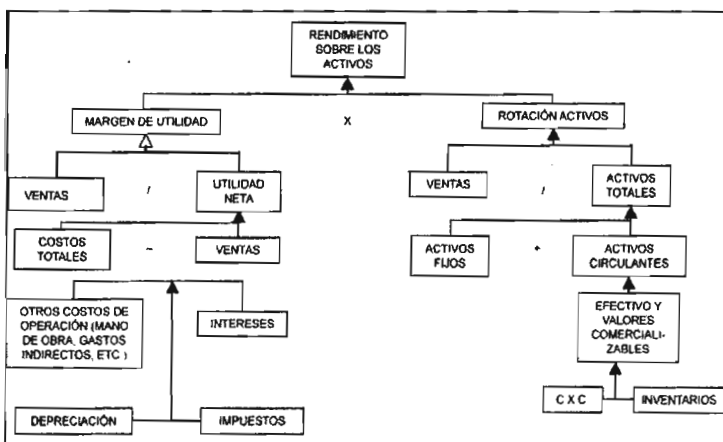 RENDIMIENTO
SOBRE LOS
ACTIVOS
MARGEN DE UTILIDAD
X
ROTACIÓN ACTIVOS
VENTAS
/
UTILIDAD
NETA
VENTAS
/
ACTIVOS
TOTALES
COSTOS
TOTALES
–
VENTAS
ACTIVOS
FIJOS
+
ACTIVOS
CIRCULANTES
OTROS COSTOS DE
OPERACIÓN (MANO
DE OBRA, GASTOS
INDIRECTOS, ETC )
INTERESES
EFECTIVO Y
VALORES
COMERCIALI-
ZABLES
C X C
INVENTARIOS
DEPRECIACIÓN
IMPUESTOS